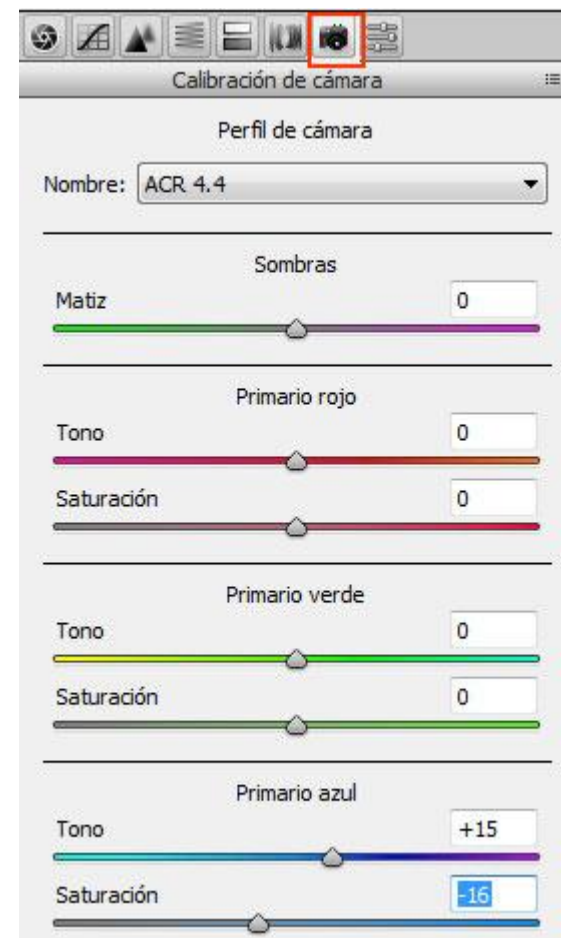 Calibración de cámara
Perfil de cámara
Nombre: ACR 4.4
Sombras
Matiz 0
Primario rojo
Tono 0
Saturación 0
Primario verde
Tono 0
Saturación 0
Primario azul
Tono +15
Saturación -16